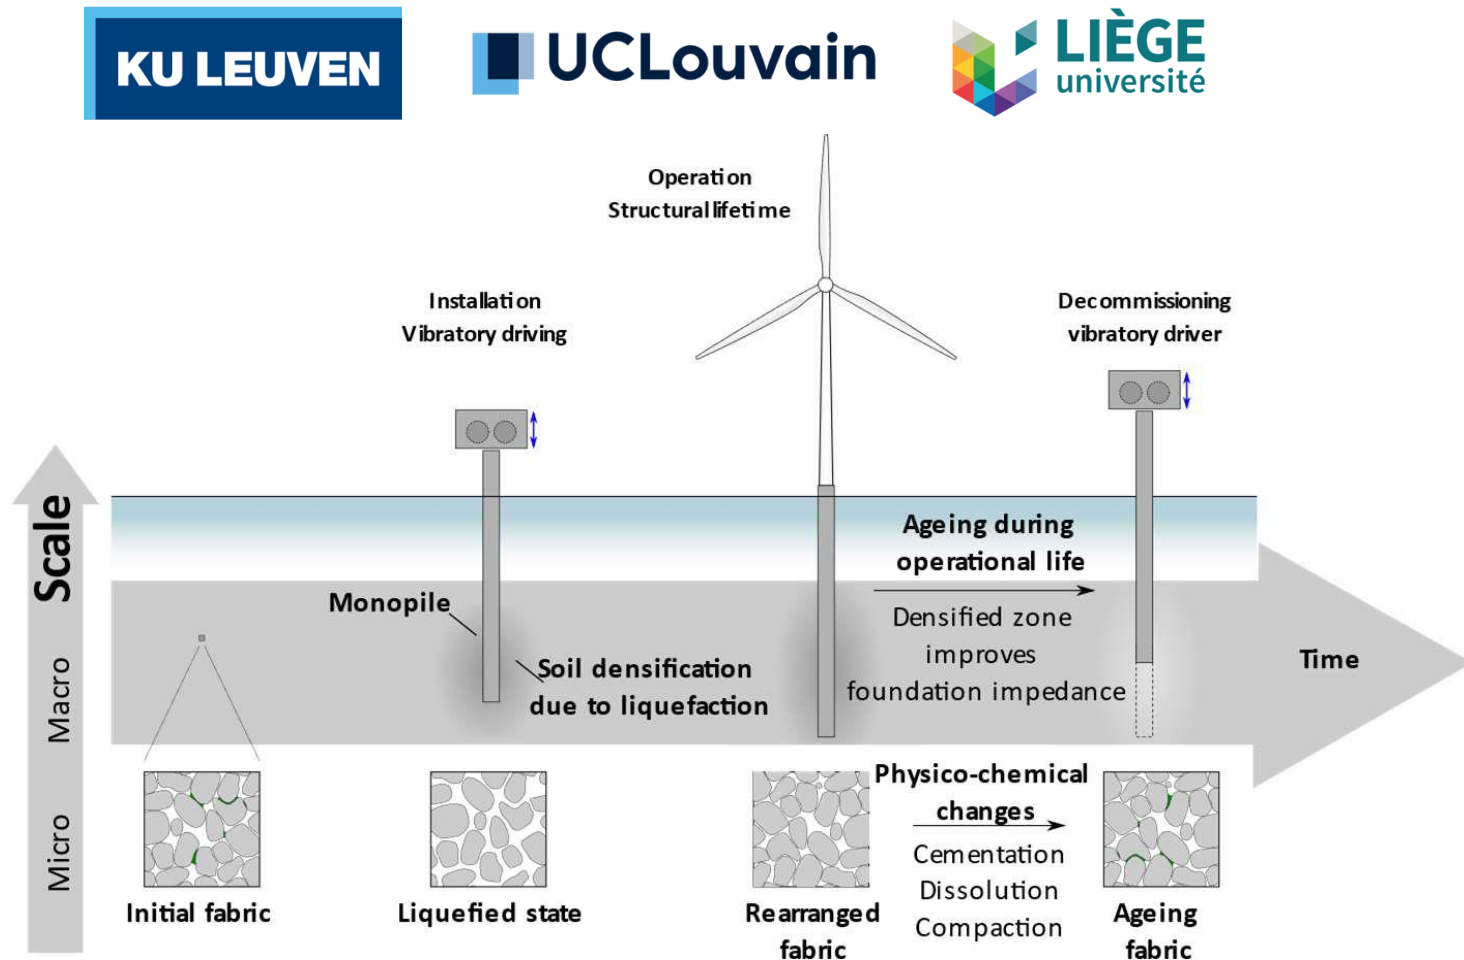 KU LEUVEN
UCLouvain
LIÈGE
université
Operation
Structural lifetime
Installation
Vibratory driving
Decommissioning
vibratory driver
Scale
Macro
Micro
Monopile
Soil densification
due to liquefaction
Ageing during
operational life
Densified zone
improves
foundation impedance
Time
Physico-chemical
changes
Cementation
Dissolution
Compaction
Initial fabric
Liquefied state
Rearranged
fabric
Ageing
fabric